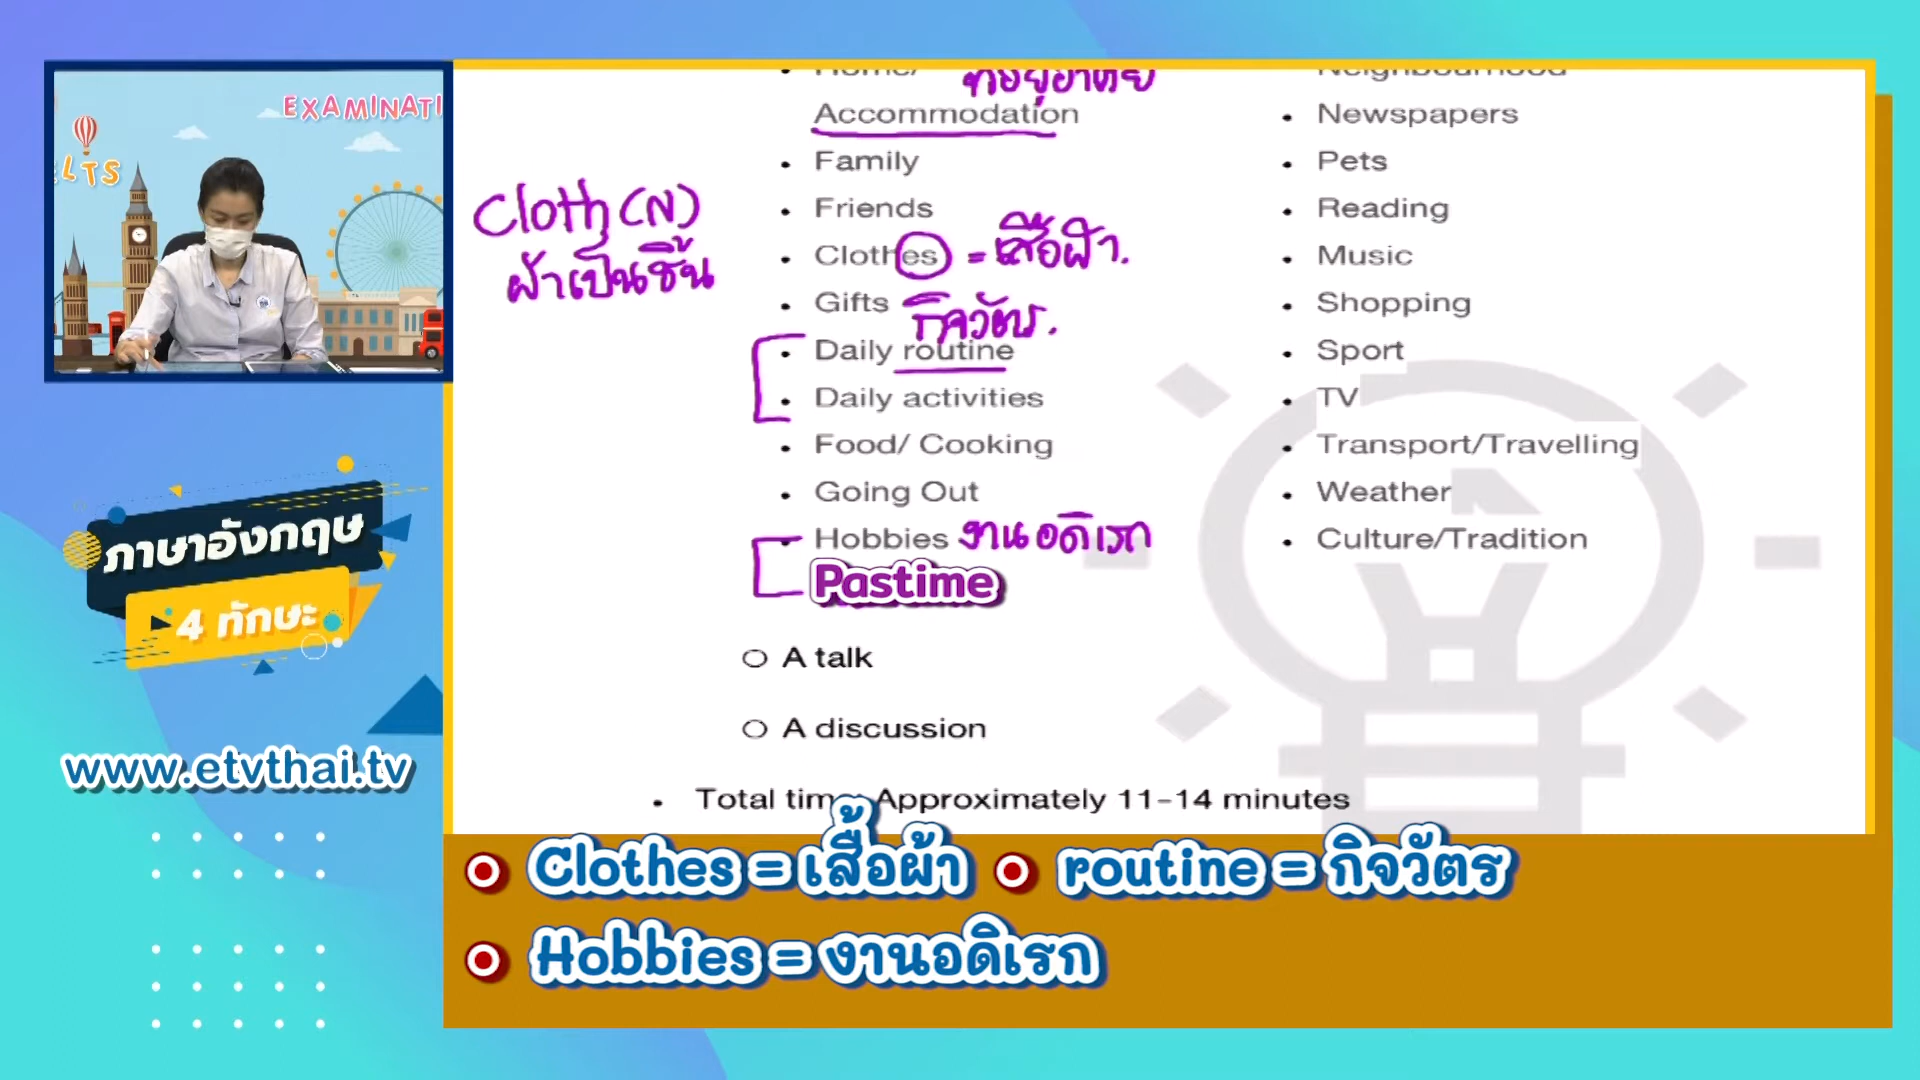 EXAMINATI
ELTS
ที่อยู่อาศัย
Accommodation
Family
Friends
Clothes = เสื้อผ้า.
Cloth (N)
ผ้าเป็นชิ้น
Gifts
กิจวัตร.
Daily routine
Daily activities
Food/ Cooking
Going Out
Hobbies งานอดิเรก
Pastime
Neighbourhood
Newspapers
Pets
Reading
Music
Shopping
Sport
TV
Transport/Travelling
Weather
Culture/Tradition
A talk
A discussion
Total time: Approximately 11-14 minutes
ภาษาอังกฤษ
4 ทักษะ
www.etvthai.tv
Clothes = เสื้อผ้า routine = กิจวัตร
Hobbies = งานอดิเรก